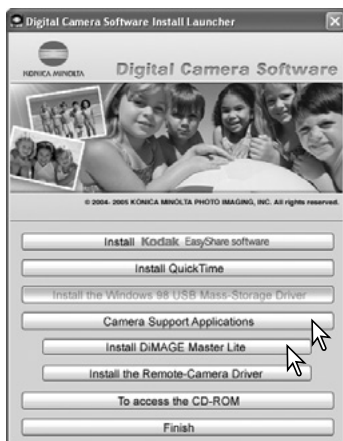 Digital Camera Software Install Launcher
KONICA MINOLTA
Digital Camera Software
© 2004- 2005 KONICA MINOLTA PHOTO IMAGING, INC. All rights reserved.
Install Kodak EasyShare software
Install QuickTime
Install the Windows 98 USB Mass-Storage Driver
Camera Support Applications
Install DiMAGE Master Lite
Install the Remote-Camera Driver
To access the CD-ROM
Finish